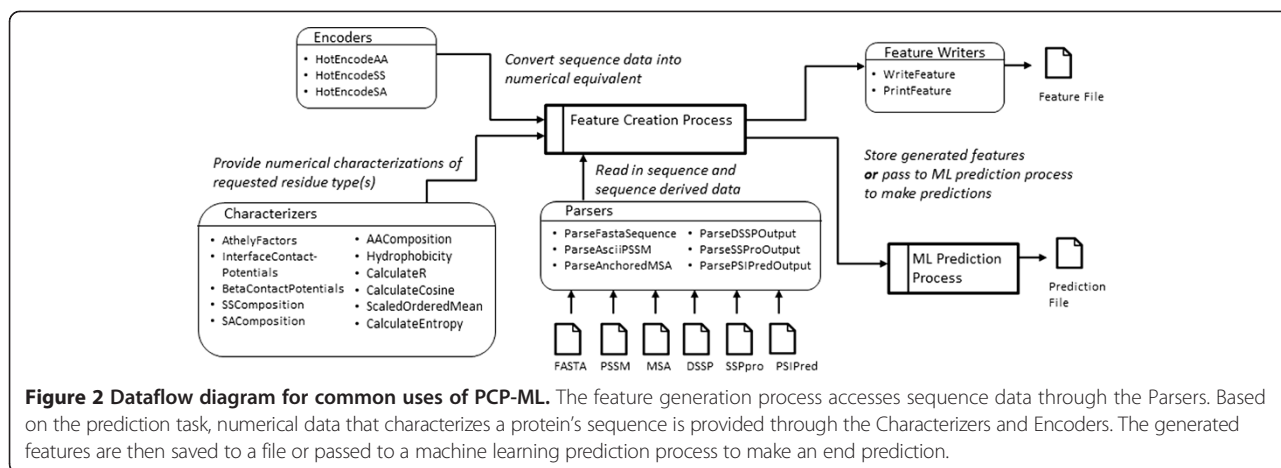 Encoders
• HotEncodeAA
• HotEncodeSS
• HotEncodeSA
Convert sequence data into
numerical equivalent
Feature Creation Process
Feature Writers
• WriteFeature
• PrintFeature
Feature File
Provide numerical characterizations of
requested residue type(s)
Read in sequence and
sequence derived data
Store generated features
or pass to ML prediction process
to make predictions
Characterizers
• AthelyFactors
• InterfaceContact-
Potentials
• BetaContactPotentials
• SSComposition
• SAComposition
• AAComposition
• Hydrophobicity
• CalculateR
• CalculateCosine
• ScaledOrderedMean
• CalculateEntropy
Parsers
• ParseFastaSequence
• ParseAsciiPSSM
• ParseAnchoredMSA
• ParseDSSPOutput
• ParseSSProOutput
• ParsePSIPredOutput
ML Prediction
Process
Prediction
File
FASTA PSSM MSA DSSP SSPpro PSIPred
Figure 2 Dataflow diagram for common uses of PCP-ML. The feature generation process accesses sequence data through the Parsers. Based
on the prediction task, numerical data that characterizes a protein's sequence is provided through the Characterizers and Encoders. The generated
features are then saved to a file or passed to a machine learning prediction process to make an end prediction.